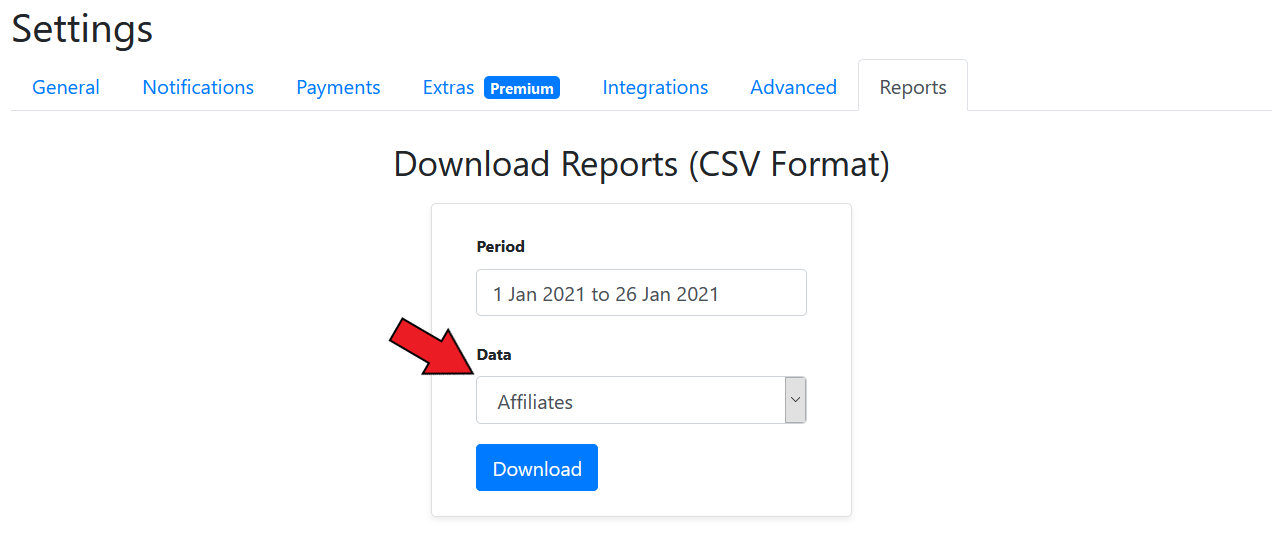 Settings
General Notifications Payments Extras Premium Integrations Advanced Reports
Download Reports (CSV Format)
Period
1 Jan 2021 to 26 Jan 2021
Data
Affiliates
Download